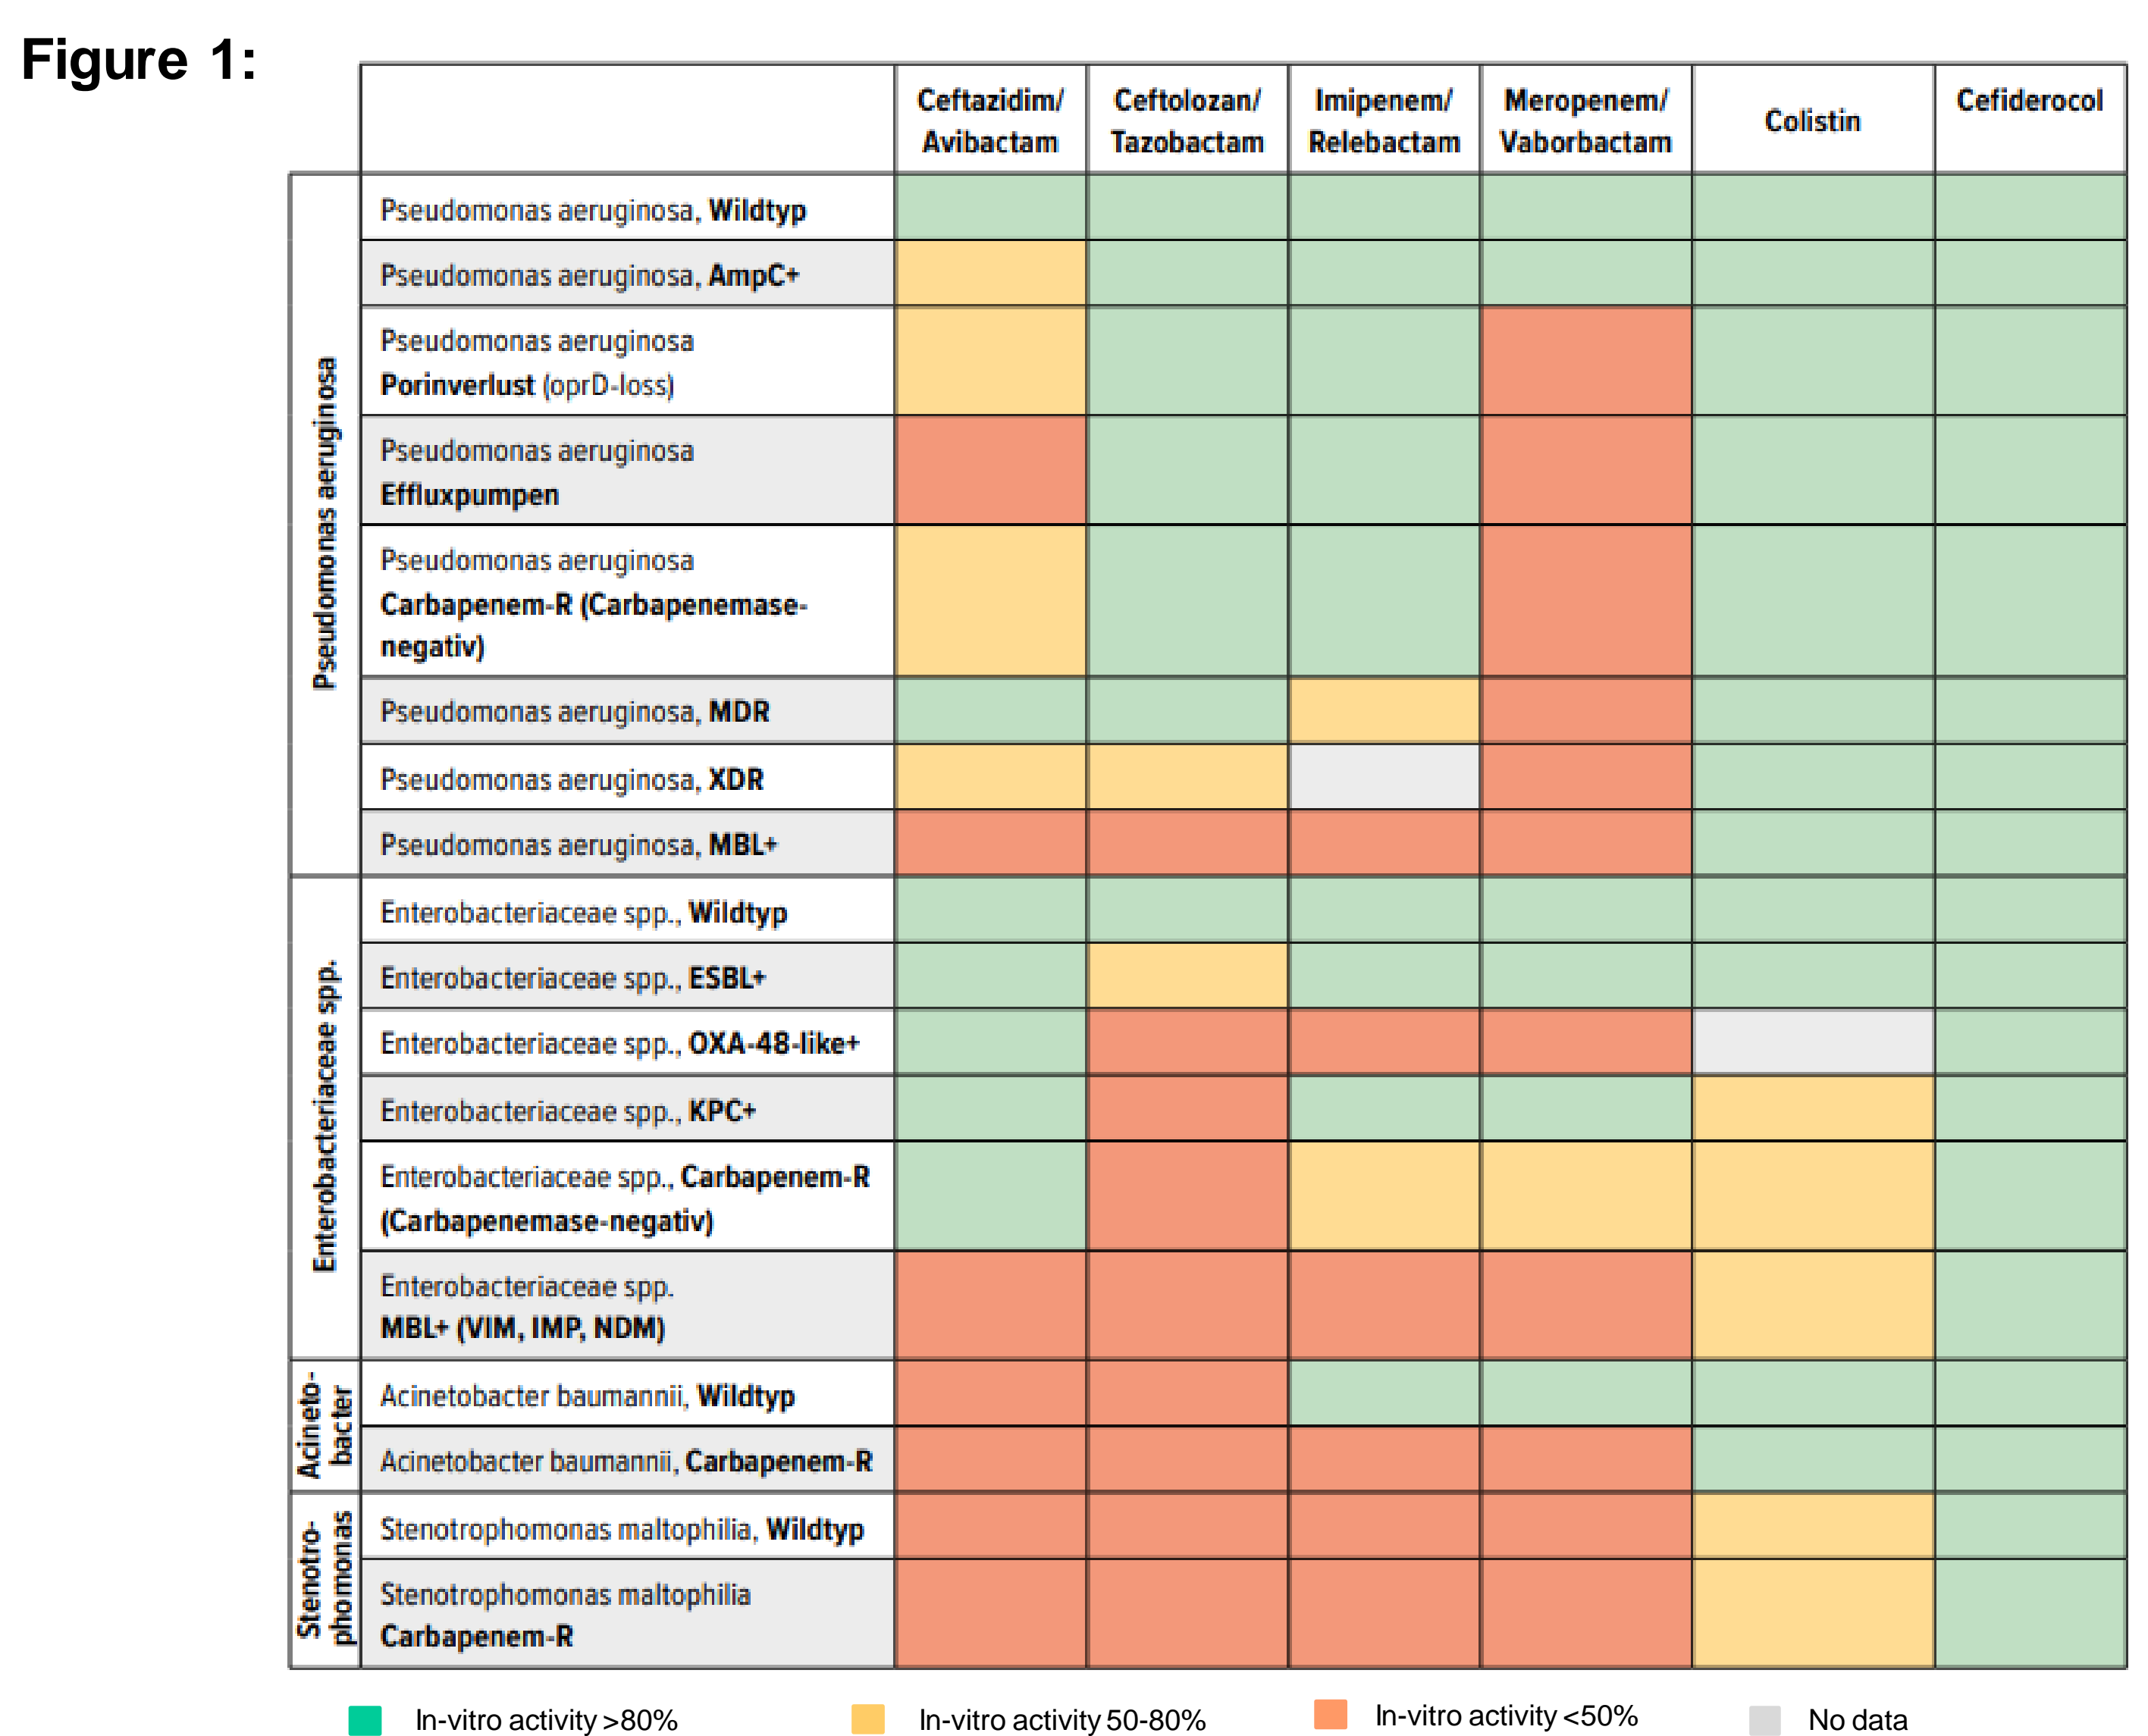 Figure 1:
Ceftazidim/
Avibactam
Ceftolozan/
Tazobactam
Imipenem/
Relebactam
Meropenem/
Vaborbactam
Colistin
Cefiderocol
Pseudomonas aeruginosa
Pseudomonas aeruginosa, Wildtyp
Pseudomonas aeruginosa, AmpC+
Pseudomonas aeruginosa
Porinverlust (oprD-loss)
Pseudomonas aeruginosa
Effluxpumpen
Pseudomonas aeruginosa
Carbapenem-R (Carbapenemase-
negativ)
Pseudomonas aeruginosa, MDR
Pseudomonas aeruginosa, XDR
Pseudomonas aeruginosa, MBL+
Enterobacteriaceae spp.
Enterobacteriaceae spp., Wildtyp
Enterobacteriaceae spp., ESBL+
Enterobacteriaceae spp., OXA-48-like+
Enterobacteriaceae spp., KPC+
Enterobacteriaceae spp., Carbapenem-R
(Carbapenemase-negativ)
Enterobacteriaceae spp.
MBL+ (VIM, IMP, NDM)
Acineto-
bacter
Acinetobacter baumannii, Wildtyp
Acinetobacter baumannii, Carbapenem-R
Stenotro-
phomonas
Stenotrophomonas maltophilia, Wildtyp
Stenotrophomonas maltophilia
Carbapenem-R
In-vitro activity >80%
In-vitro activity 50-80%
In-vitro activity <50%
No data